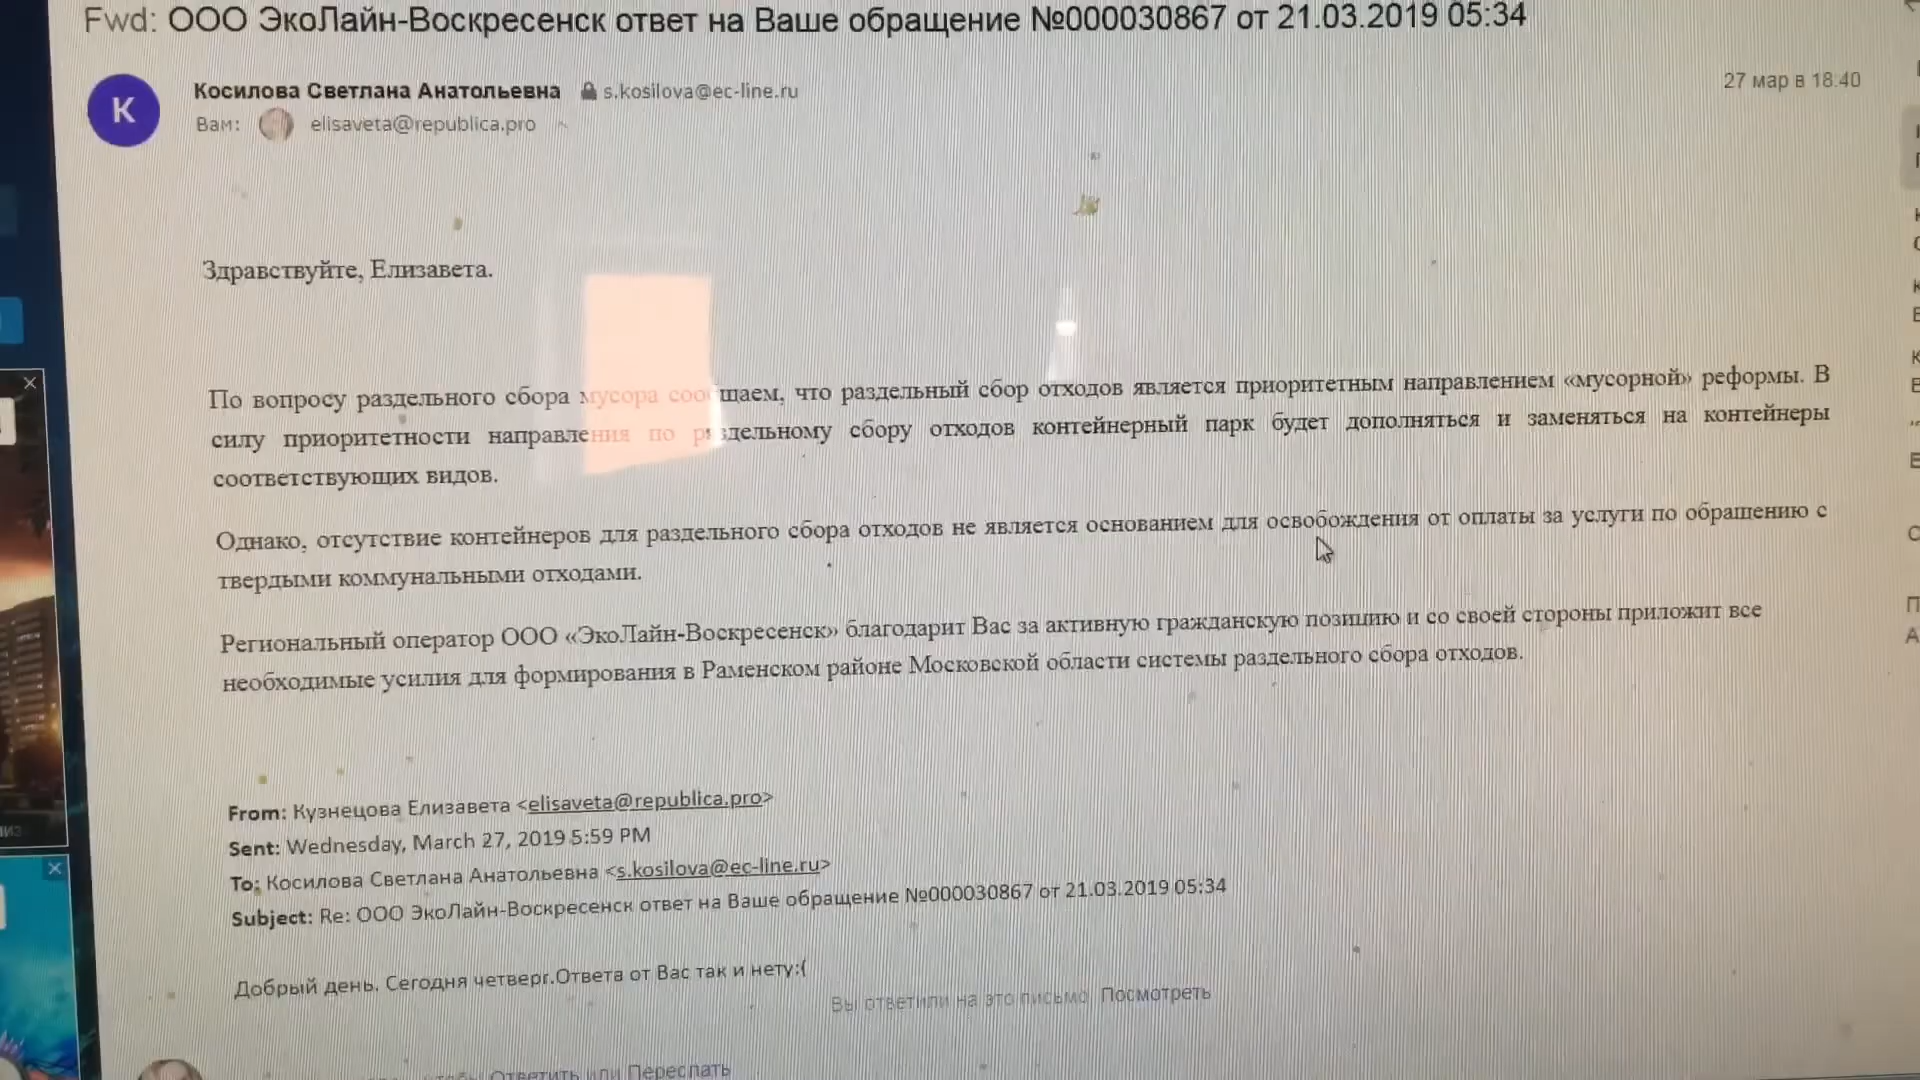 Fwd: ООО ЭкоЛайн-Воскресенск ответ на Ваше обращение №000030867 от 21.03.2019 05:34
К
Косилова Светлана Анатольевна s.kosilova@ec-line.ru
27 мар в 18:40
Вам: elisaveta@republica.pro
Здравствуйте, Елизавета.
По вопросу раздельного сбора мусора сообщаем, что раздельный сбор отходов является приоритетным направлением «мусорной» реформы. В
силу приоритетности направления по раздельному сбору отходов контейнерный парк будет дополняться и заменяться на контейнеры
соответствующих видов.
Однако, отсутствие контейнеров для раздельного сбора отходов не является основанием для освобождения от оплаты за услуги по обращению с
твердыми коммунальными отходами.
Региональный оператор ООО «ЭкоЛайн-Воскресенск» благодарит Вас за активную гражданскую позицию и со своей стороны приложит все
необходимые усилия для формирования в Раменском районе Московской области системы раздельного сбора отходов.
From: Кузнецова Елизавета <elisaveta@republica.pro>
Sent: Wednesday, March 27, 2019 5:59 PM
To: Косилова Светлана Анатольевна <s.kosilova@ec-line.ru>
Subject: Re: ООО ЭкоЛайн-Воскресенск ответ на Ваше обращение №000030867 от 21.03.2019 05:34
Добрый день. Сегодня четверг.Ответа от Вас так и нету:(
Вы ответили на это письмо. Посмотреть
Ответить или Переслать